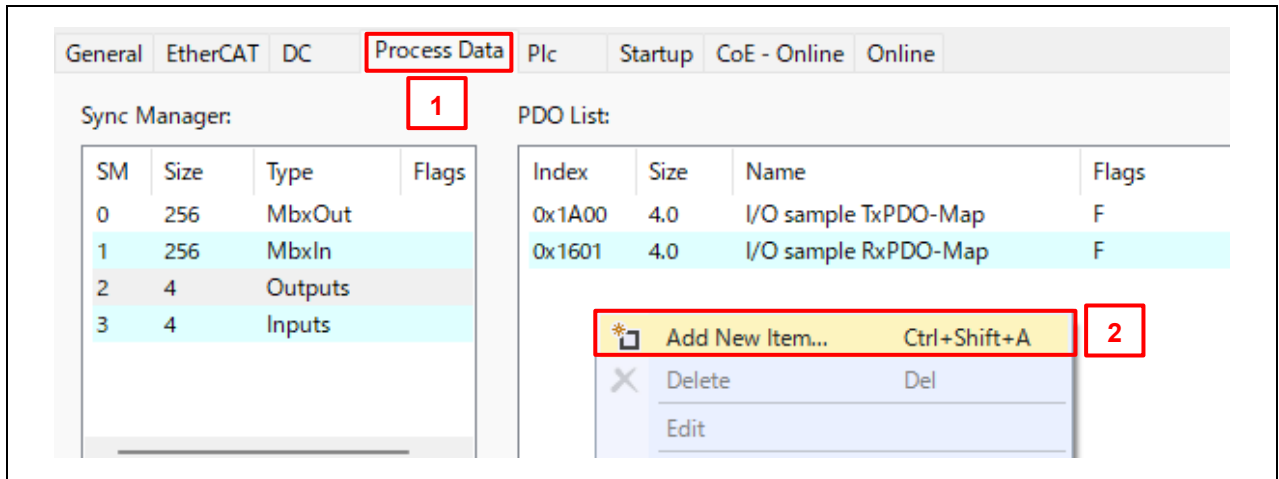 General EtherCAT DC Process Data Plc Startup CoE - Online Online
1
Sync Manager: PDO List:
SM Size Type Flags Index Size Name Flags
0 256 MbxOut 0x1A00 4.0 I/O sample TxPDO-Map F
1 256 MbxIn 0x1601 4.0 I/O sample RxPDO-Map F
2 4 Outputs
3 4 Inputs
Add New Item... Ctrl+Shift+A 2
Delete Del
Edit